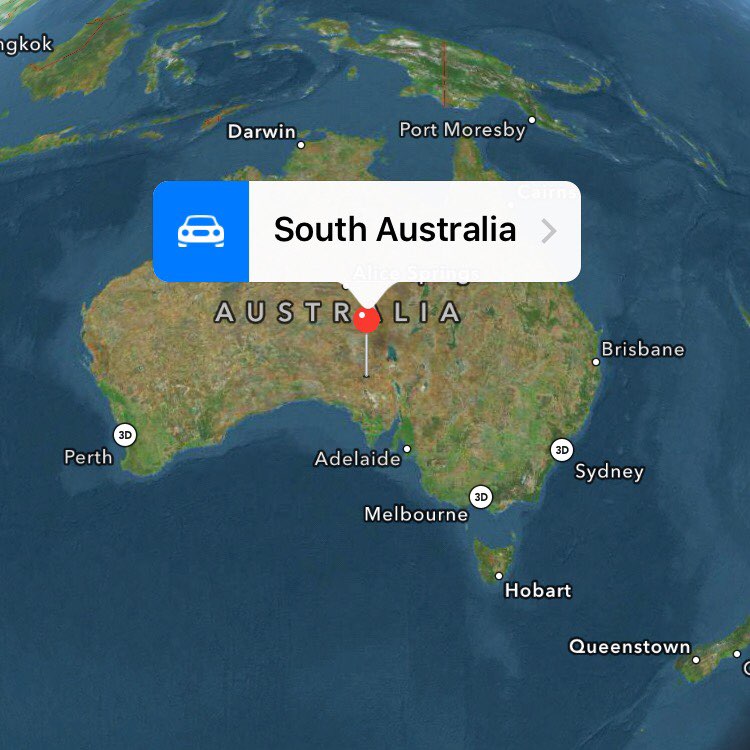 ngkok
Darwin
Port Moresby
Cairns
South Australia
Alice Springs
AUSTRALIA
Brisbane
3D
Perth
Adelaide
3D
Sydney
3D
Melbourne
Hobart
Queenstown